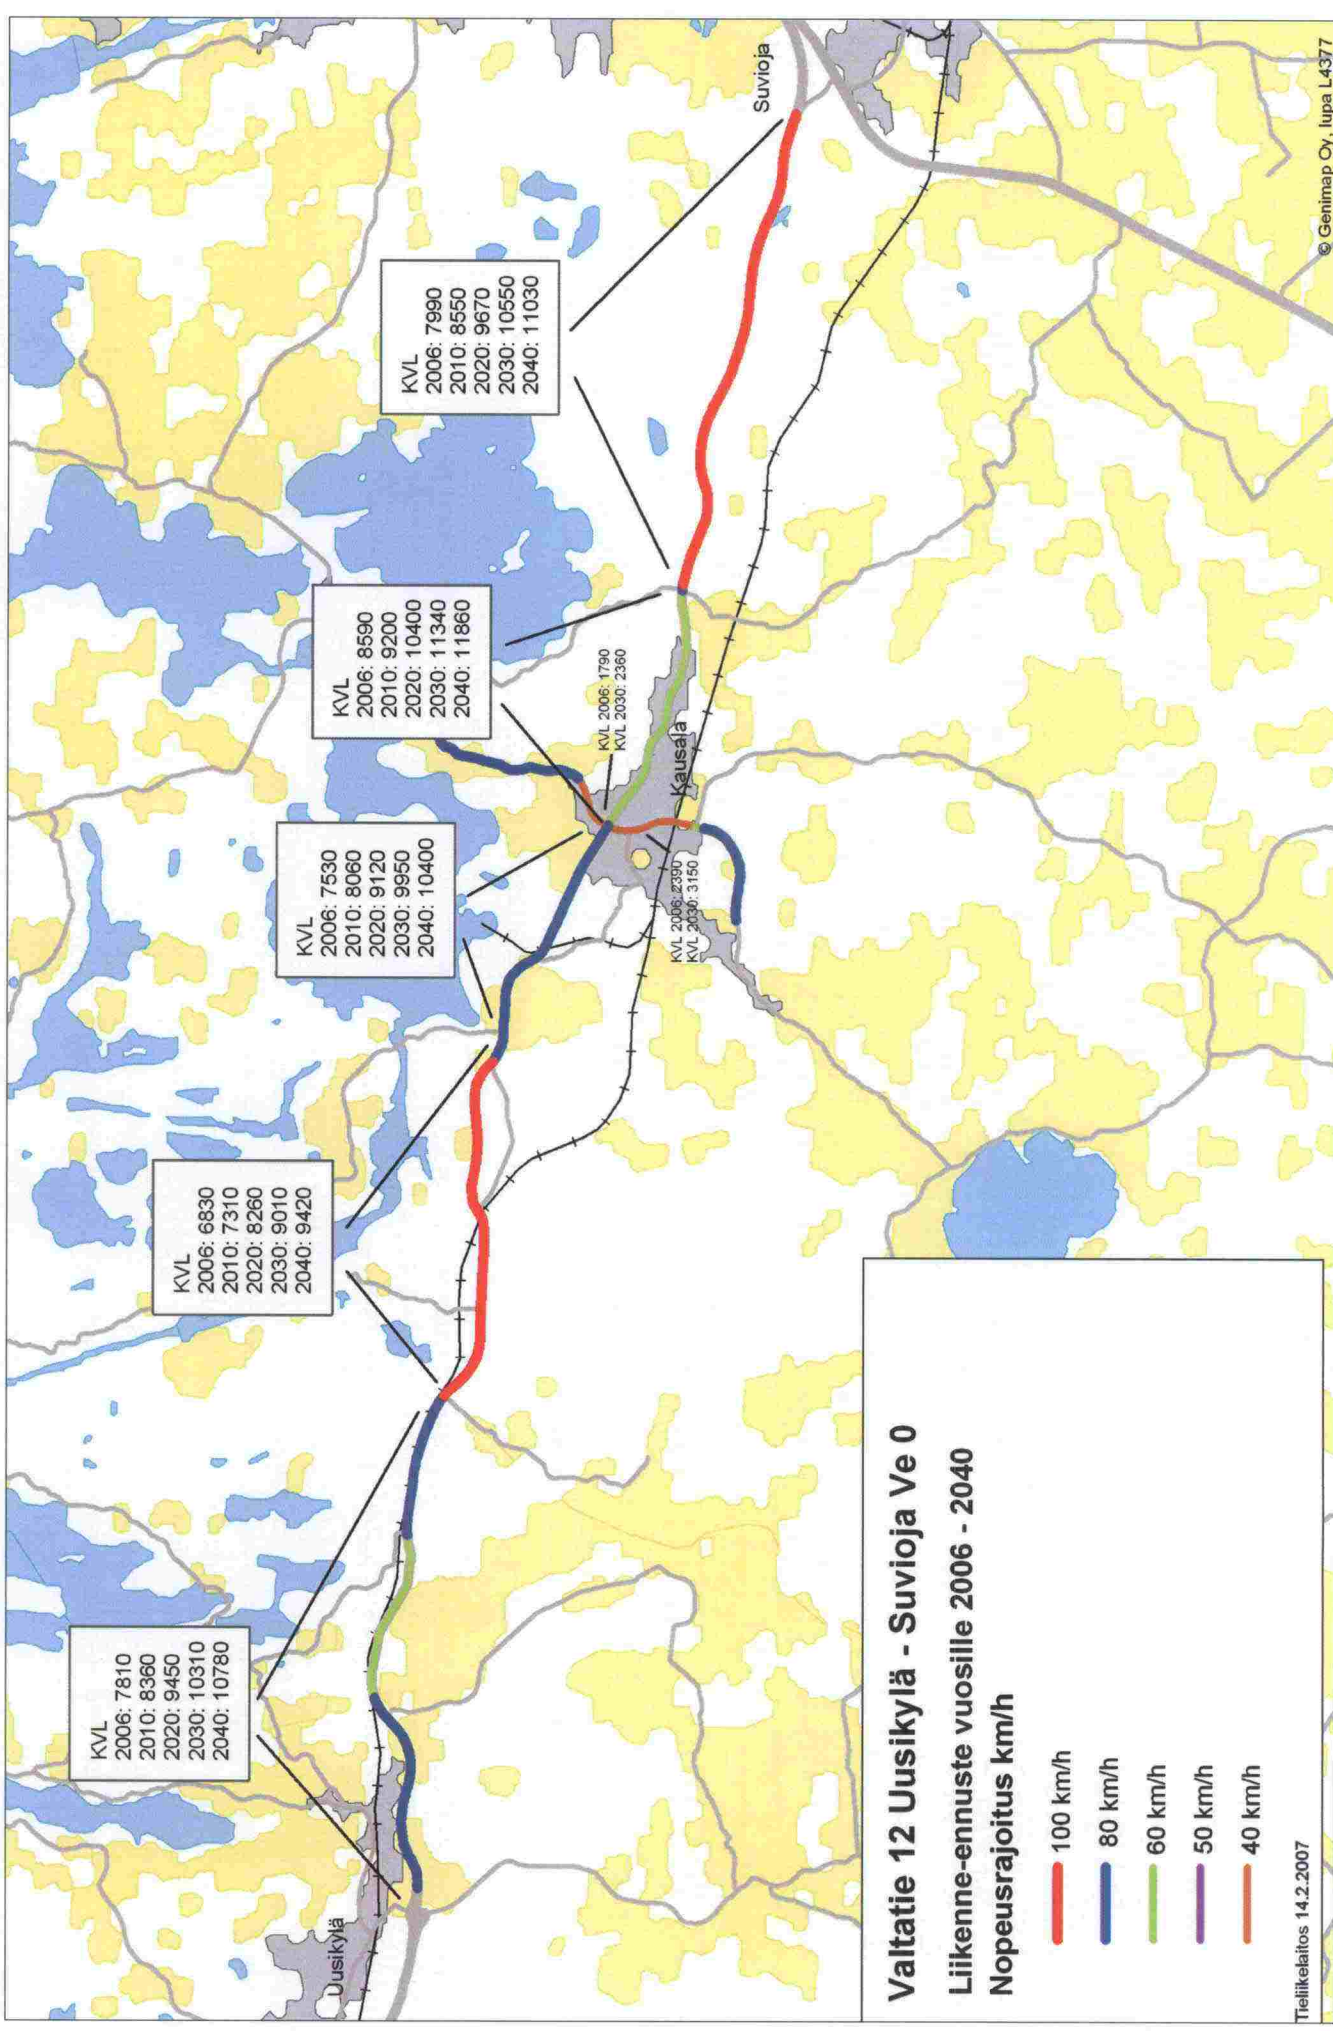 Uusikylä
KVL
2006: 7810
2010: 8360
2020: 9450
2030: 10310
2040: 10780
KVL
2006: 6830
2010: 7310
2020: 8260
2030: 9010
2040: 9420
KVL
2006: 7530
2010: 8060
2020: 9120
2030: 9950
2040: 10400
KVL
2006: 8590
2010: 9200
2020: 10400
2030: 11340
2040: 11860
KVL
2006: 7990
2010: 8550
2020: 9670
2030: 10550
2040: 11030
Suvioja
KVL 2006: 1790
KVL 2030: 2360
Kausala
KVL 2006: 2390
KVL 2030: 3150
Valtatie 12 Uusikylä - Suvioja Ve 0
Liikenne-ennuste vuosille 2006 - 2040
Nopeusrajoitus km/h
100 km/h
80 km/h
60 km/h
50 km/h
40 km/h
Tieliikelaitos 14.2.2007
© Genimap Oy, lupa L4377